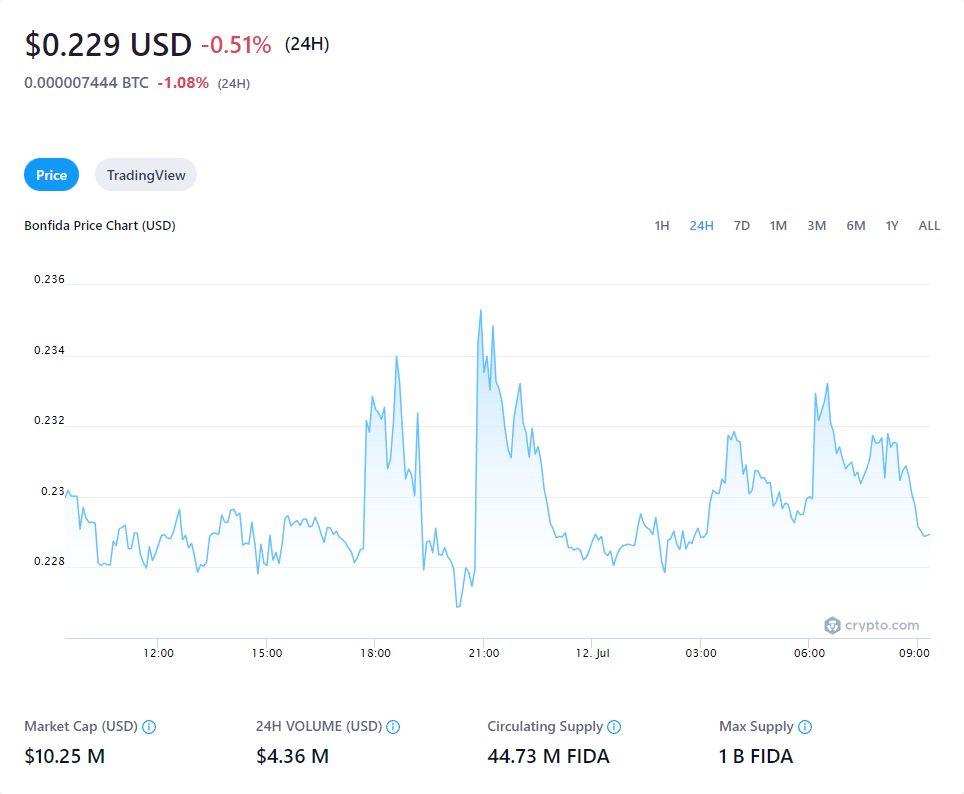 $0.229 USD -0.51% (24H)
0.000007444 BTC -1.08% (24H)
Price TradingView
Bonfida Price Chart (USD) 1H 24H 7D 1M 3M 6M 1Y ALL
0.236
0.234
0.232
0.23
0.228
crypto.com
12:00 15:00 18:00 21:00 12. Jul 03:00 06:00 09:00
Market Cap (USD) 24H VOLUME (USD) Circulating Supply Max Supply
$10.25 M $4.36 M 44.73 M FIDA 1 B FIDA